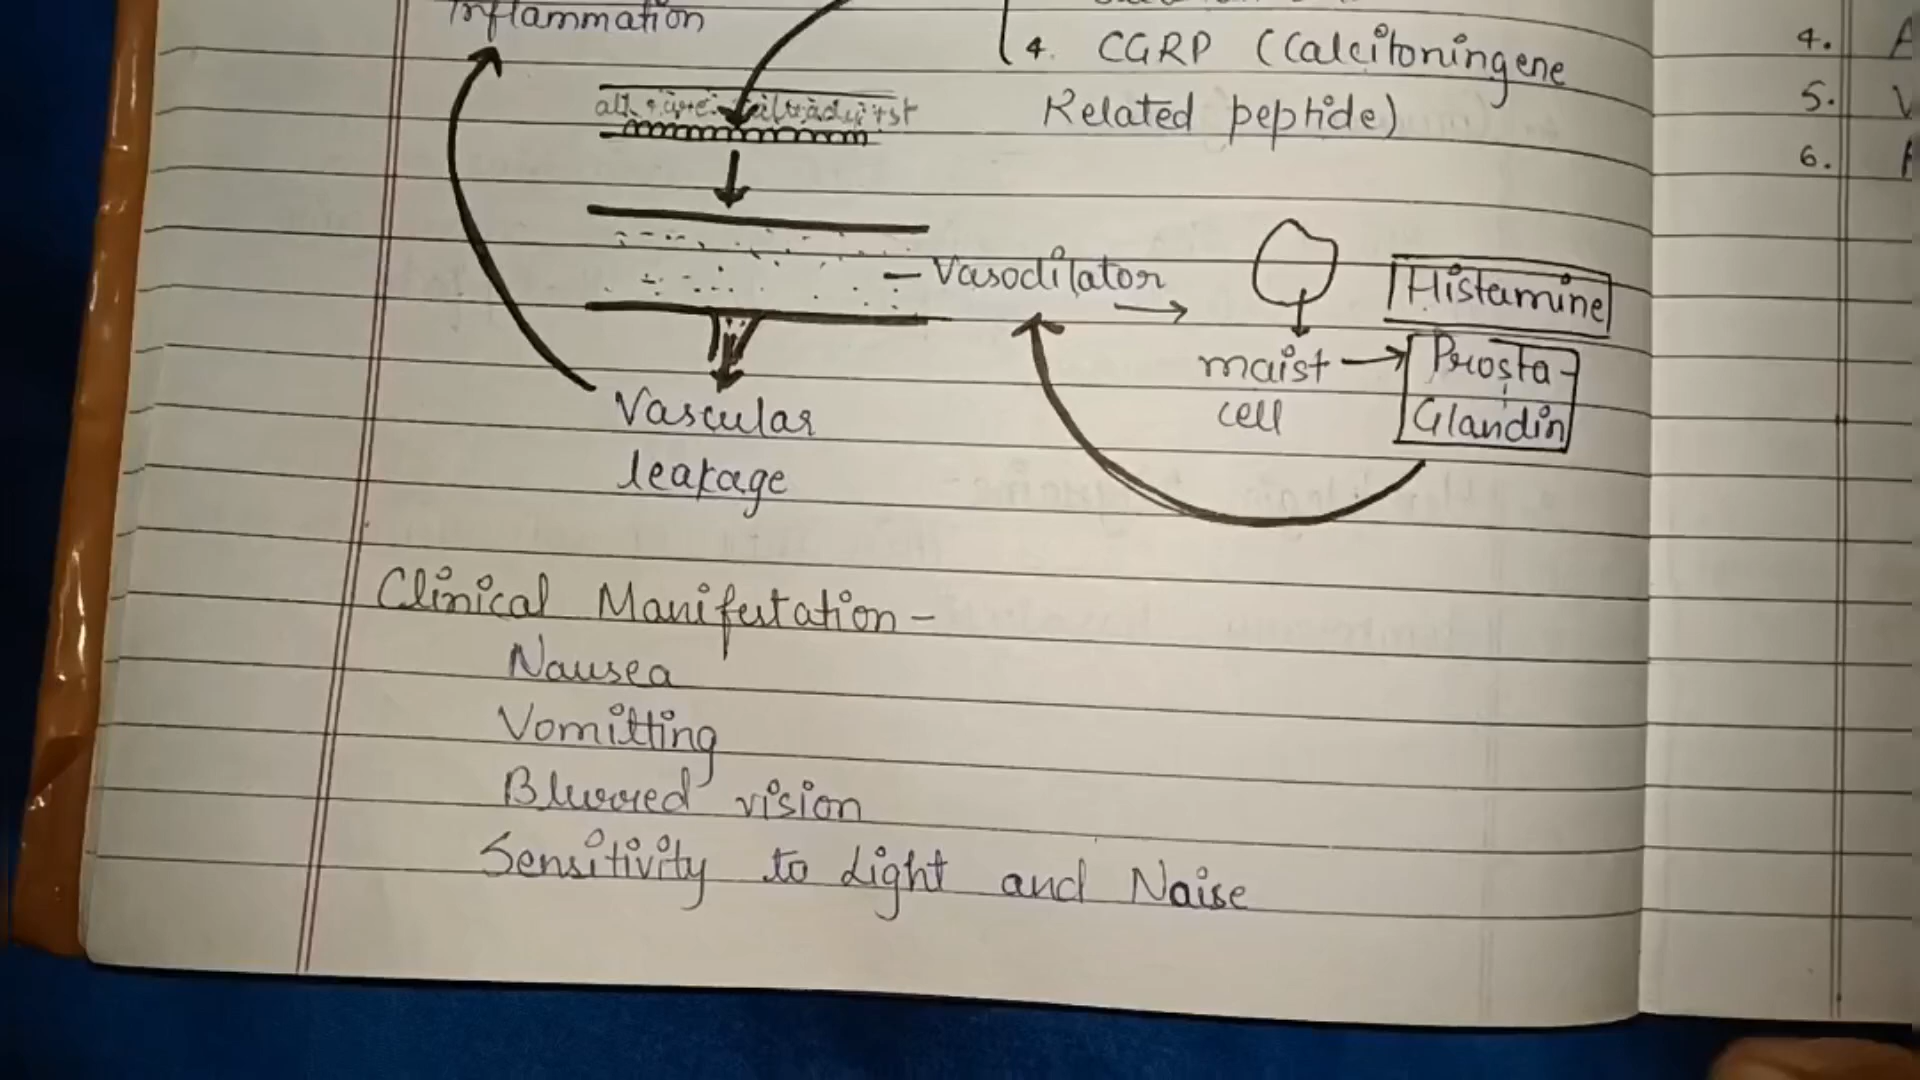 Inflammation
4. CGRP (Calcitoningene
Related peptide)
Vasodilator
Histamine
maist
cell
Prosta-
Glandin
Vascular
leakage
Clinical Manifestation-
Nausea
Vomitting
Blurred vision
Sensitivity to Light and Naise
4.
5.
6.